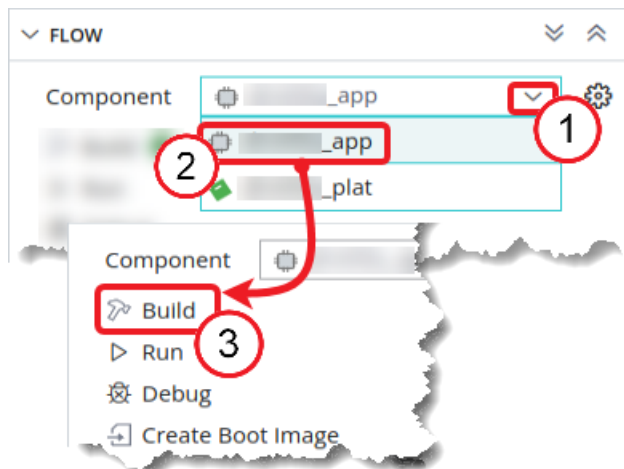 FLOW
Component _app
1
_app
2
_plat
Component
Build
3
Run
Debug
Create Boot Image